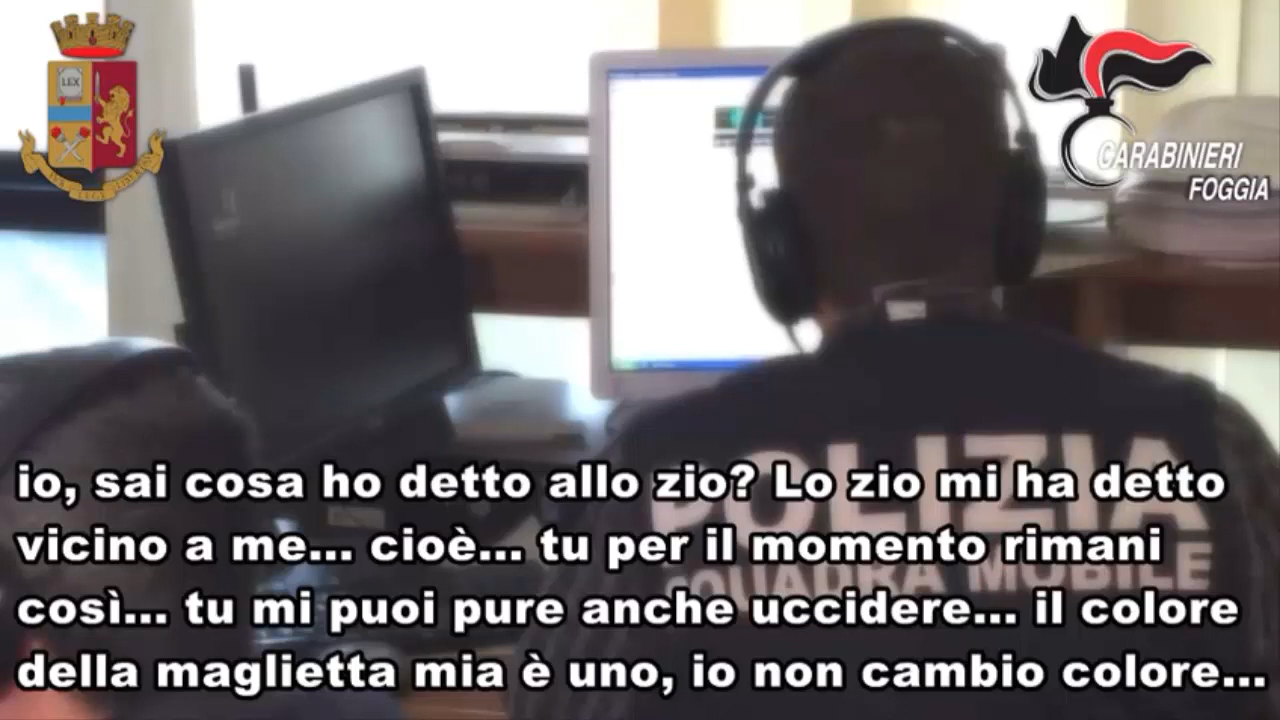 LEX
CARABINIERI
FOGGIA
POLIZIA
SQUADRA MOBILE
io, sai cosa ho detto allo zio? Lo zio mi ha detto
vicino a me... cioè... tu per il momento rimani
così... tu mi puoi pure anche uccidere... il colore
della maglietta mia è uno, io non cambio colore...